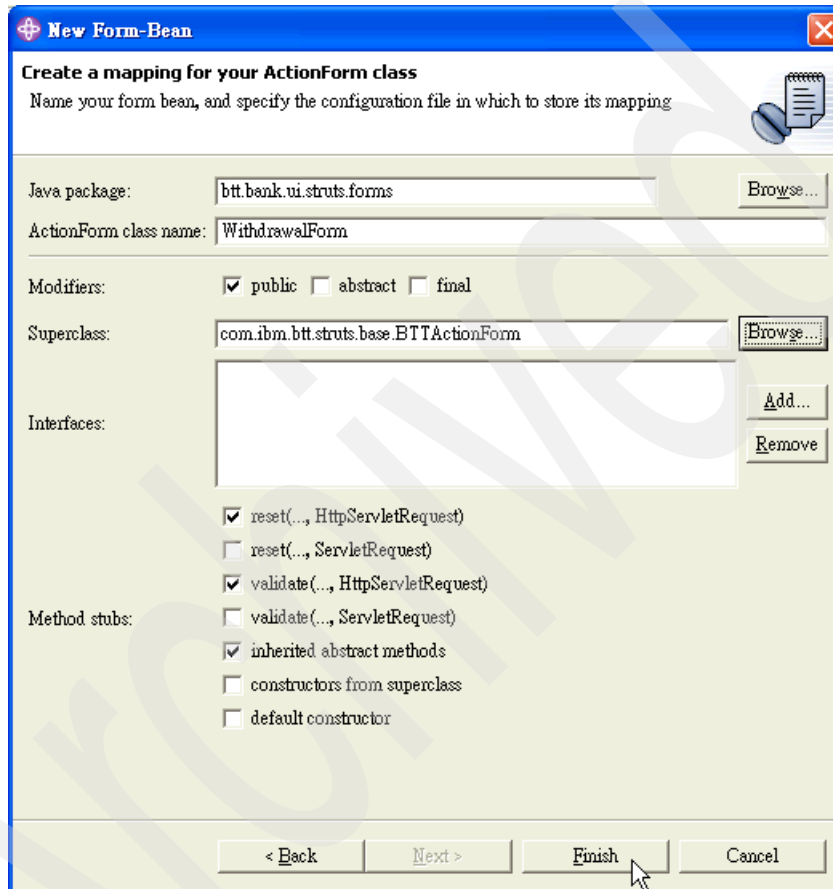 New Form-Bean
Create a mapping for your ActionForm class
Name your form bean, and specify the configuration file in which to store its mapping
Java package: btt.bank.ui.struts.forms Browse...
ActionForm class name: WithdrawalForm
Modifiers: public abstract final
Superclass: com.ibm.btt.struts.base.BTTActionForm Browse...
Interfaces:
Add...
Remove
Method stubs:
reset(..., HttpServletRequest)
reset(..., ServletRequest)
validate(..., HttpServletRequest)
validate(..., ServletRequest)
inherited abstract methods
constructors from superclass
default constructor
< Back Next > Finish Cancel